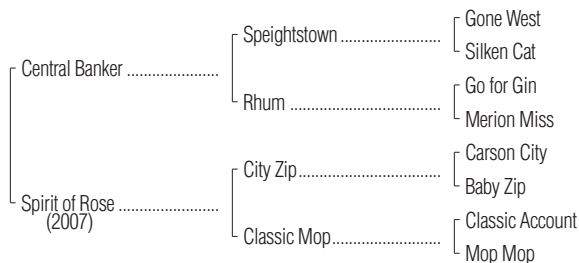 Central Banker
Speightstown
Gone West
Silken Cat
Rhum
Go for Gin
Merion Miss
Spirit of Rose
(2007)
City Zip
Carson City
Baby Zip
Classic Mop
Classic Account
Mop Mop